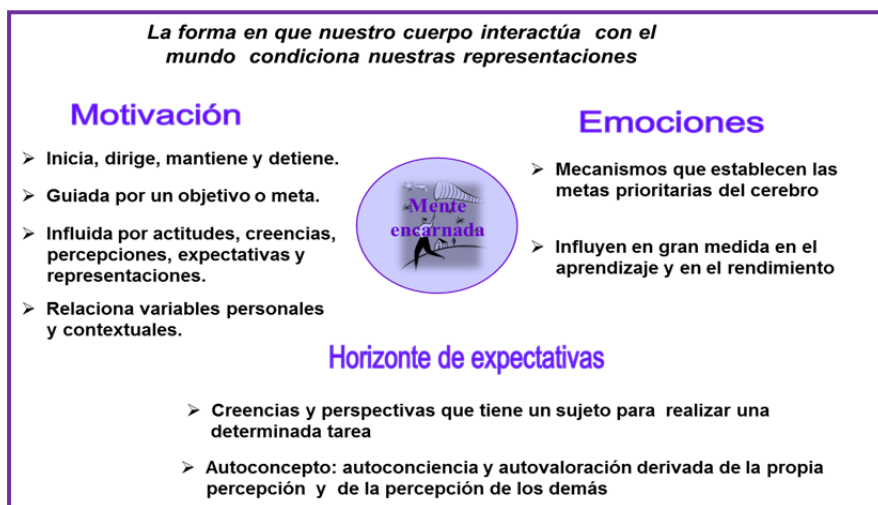 La forma en que nuestro cuerpo interactúa con el
mundo condiciona nuestras representaciones
Motivación
➢ Inicia, dirige, mantiene y detiene.
➢ Guiada por un objetivo o meta.
➢ Influida por actitudes, creencias,
percepciones, expectativas y
representaciones.
➢ Relaciona variables personales
y contextuales.
Mente
encarnada
Emociones
➢ Mecanismos que establecen las
metas prioritarias del cerebro
➢ Influyen en gran medida en el
aprendizaje y en el rendimiento
Horizonte de expectativas
➢ Creencias y perspectivas que tiene un sujeto para realizar una
determinada tarea
➢ Autoconcepto: autoconciencia y autovaloración derivada de la propia
percepción y de la percepción de los demás